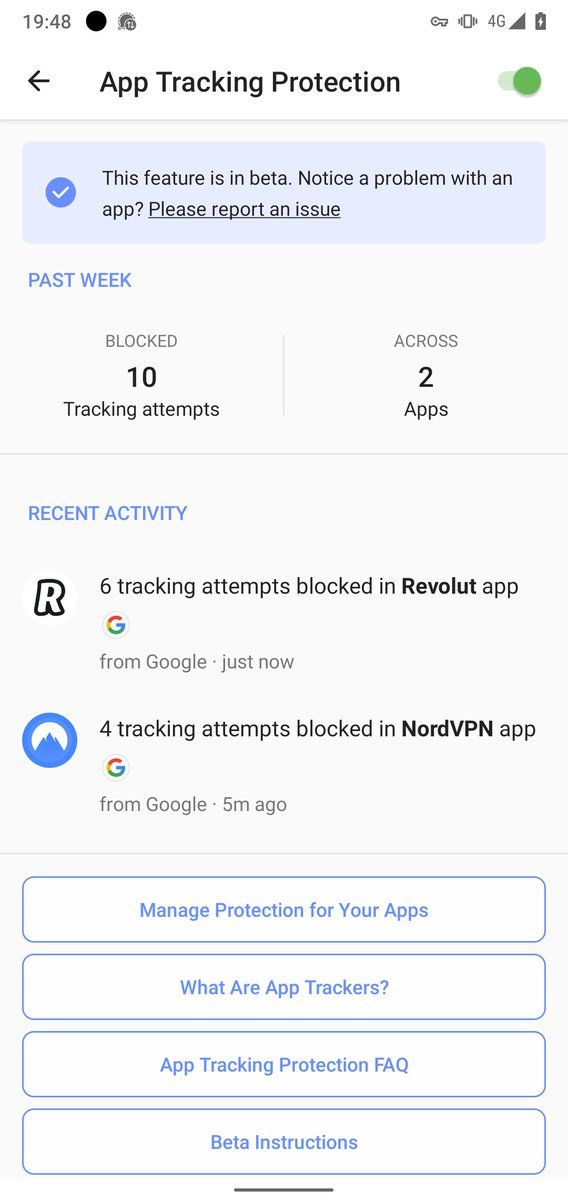 19:48
4G
App Tracking Protection
This feature is in beta. Notice a problem with an
app? Please report an issue
PAST WEEK
BLOCKED
10
Tracking attempts
ACROSS
2
Apps
RECENT ACTIVITY
R
6 tracking attempts blocked in Revolut app
G
from Google · just now
4 tracking attempts blocked in NordVPN app
G
from Google · 5m ago
Manage Protection for Your Apps
What Are App Trackers?
App Tracking Protection FAQ
Beta Instructions